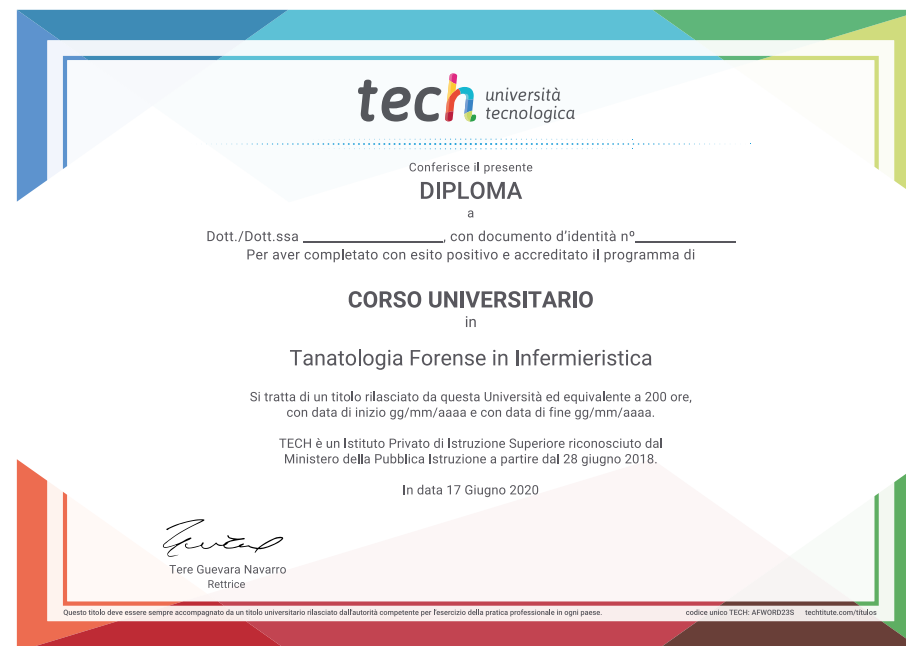 tech università
tecnologica
Conferisce il presente
DIPLOMA
a
Dott./Dott.ssa ____________________, con documento d'identità nº______________
Per aver completato con esito positivo e accreditato il programma di
CORSO UNIVERSITARIO
in
Tanatologia Forense in Infermieristica
Si tratta di un titolo rilasciato da questa Università ed equivalente a 200 ore,
con data di inizio gg/mm/aaaa e con data di fine gg/mm/aaaa.
TECH è un Istituto Privato di Istruzione Superiore riconosciuto dal
Ministero della Pubblica Istruzione a partire dal 28 giugno 2018.
In data 17 Giugno 2020
Tere Guevara Navarro
Rettrice
Questo titolo deve essere sempre accompagnato da un titolo universitario rilasciato dall'autorità competente per l'esercizio della pratica professionale in ogni paese. codice unico TECH: AFWORD23S techtitute.com/titulos